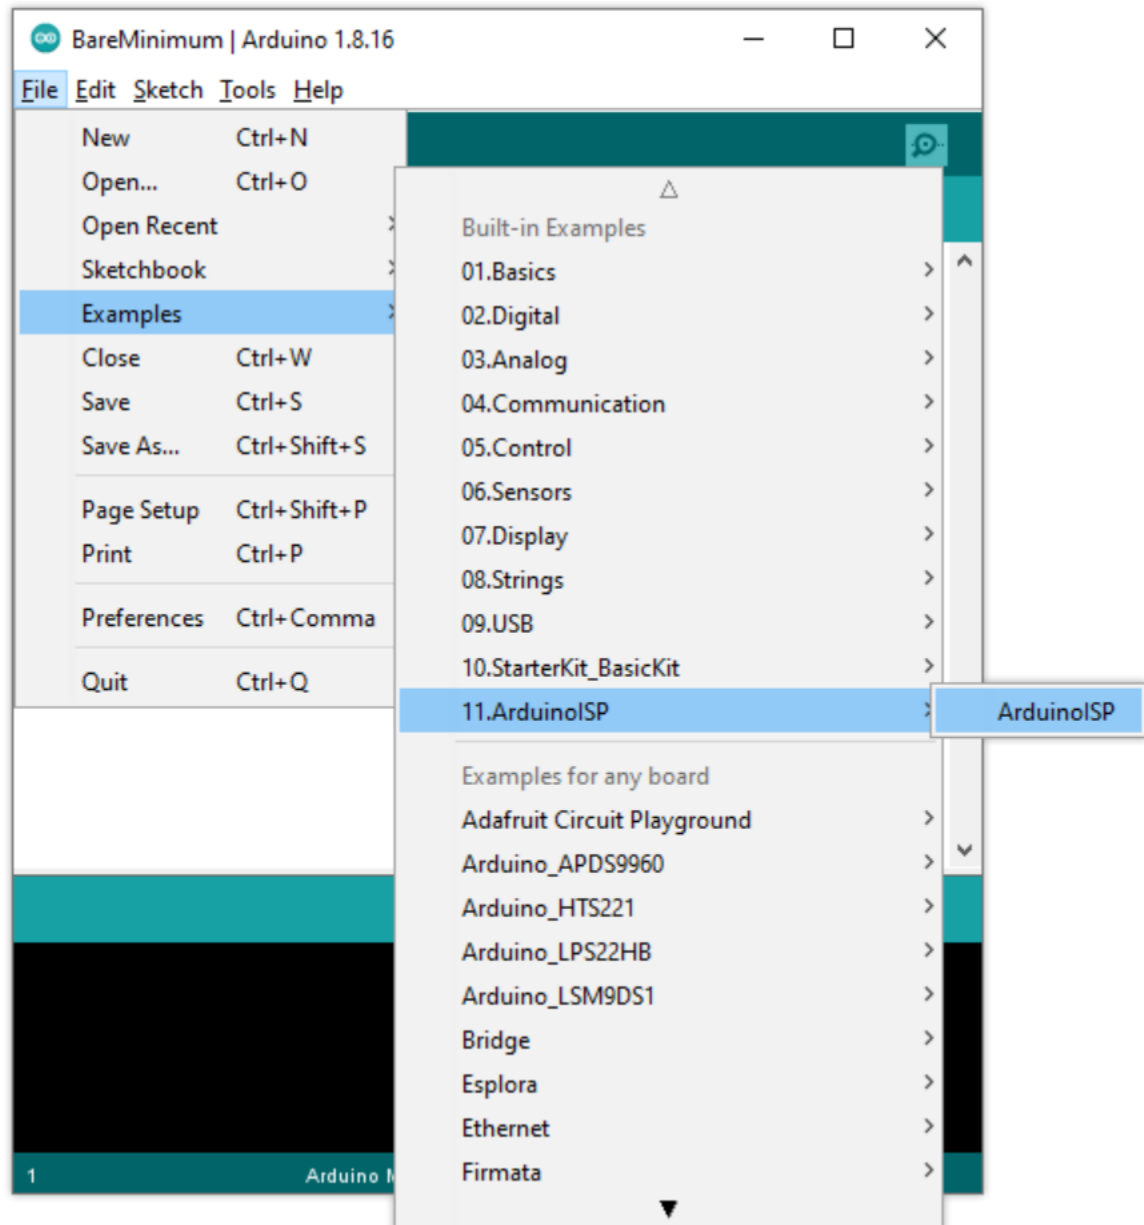 BareMinimum | Arduino 1.8.16
File Edit Sketch Tools Help
New Ctrl+N
Open... Ctrl+O
Open Recent
Sketchbook
Examples
Close Ctrl+W
Save Ctrl+S
Save As... Ctrl+Shift+S
Page Setup Ctrl+Shift+P
Print Ctrl+P
Preferences Ctrl+Comma
Quit Ctrl+Q
Built-in Examples
01.Basics
02.Digital
03.Analog
04.Communication
05.Control
06.Sensors
07.Display
08.Strings
09.USB
10.StarterKit_BasicKit
11.ArduinoISP
ArduinoISP
Examples for any board
Adafruit Circuit Playground
Arduino_APDS9960
Arduino_HTS221
Arduino_LPS22HB
Arduino_LSM9DS1
Bridge
Esplora
Ethernet
Firmata
1 Arduino